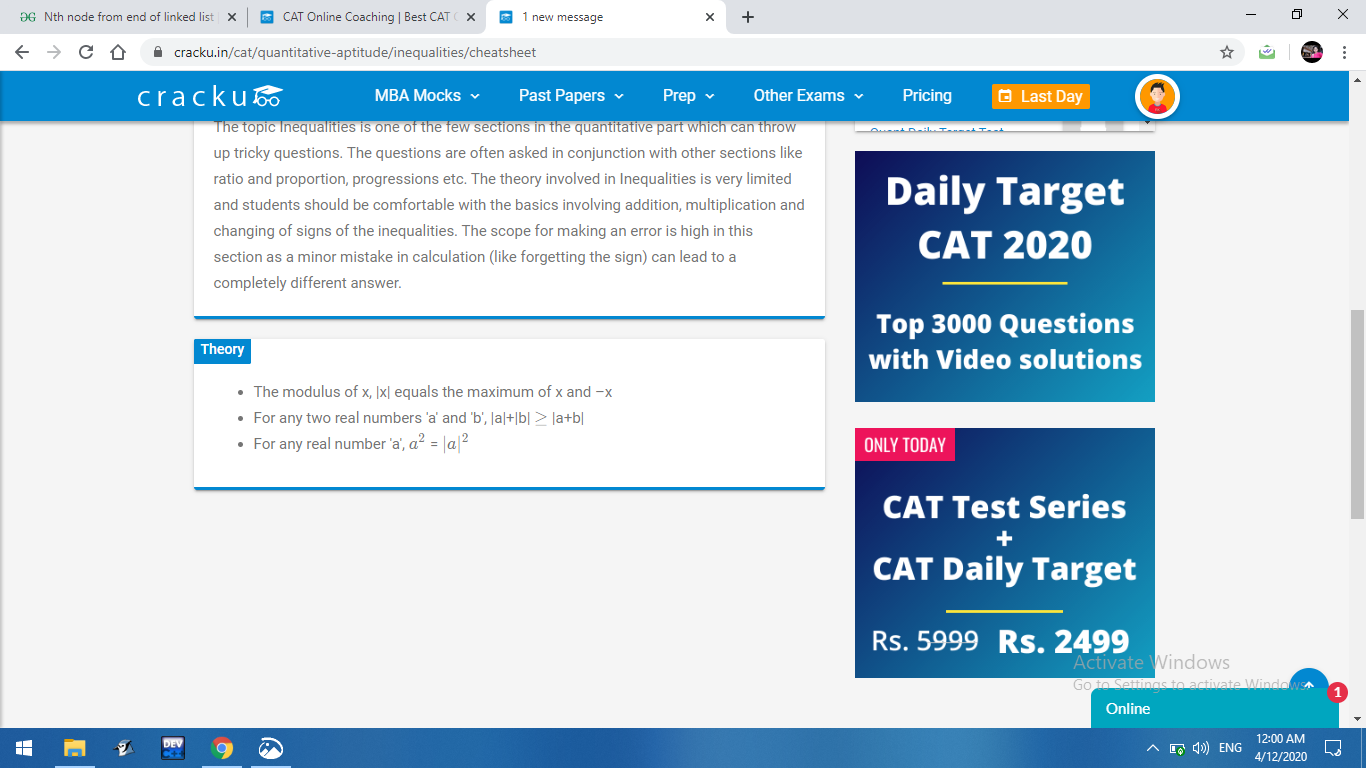 Nth node from end of linked list
CAT Online Coaching | Best CAT C
1 new message
cracku.in/cat/quantitative-aptitude/inequalities/cheatsheet
cracku
MBA Mocks
Past Papers
Prep
Other Exams
Pricing
Last Day
The topic Inequalities is one of the few sections in the quantitative part which can throw
up tricky questions. The questions are often asked in conjunction with other sections like
ratio and proportion, progressions etc. The theory involved in Inequalities is very limited
and students should be comfortable with the basics involving addition, multiplication and
changing of signs of the inequalities. The scope for making an error is high in this
section as a minor mistake in calculation (like forgetting the sign) can lead to a
completely different answer.
Theory
• The modulus of x, |x| equals the maximum of x and −x
• For any two real numbers 'a' and 'b', |a|+|b| ≥ |a+b|
• For any real number 'a', a² = |a|²
Quant Daily Target Test
Daily Target
CAT 2020
Top 3000 Questions
with Video solutions
ONLY TODAY
CAT Test Series
+
CAT Daily Target
Rs. 5999 Rs. 2499
Activate Windows
Go to Settings to activate Windows.
1
Online
DEV
C++
ENG
12:00 AM
4/12/2020